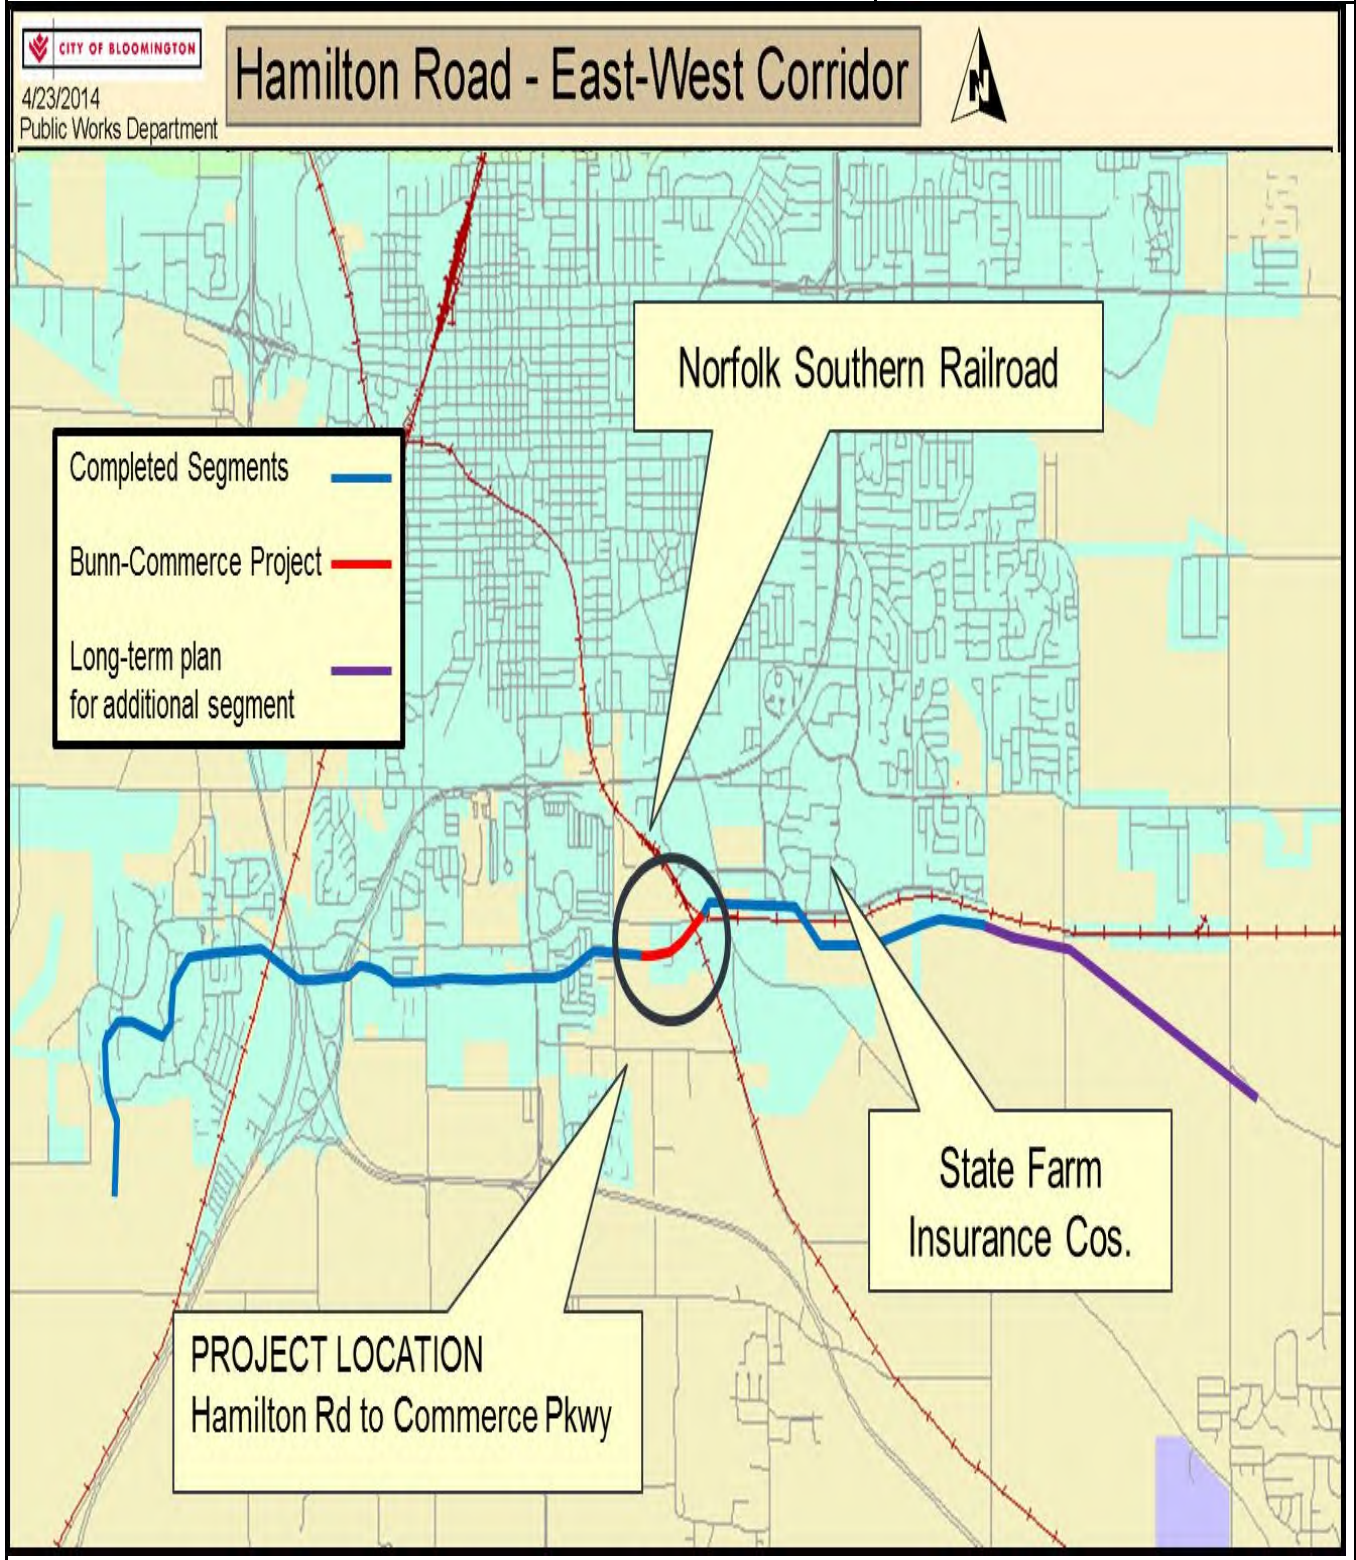 CITY OF BLOOMINGTON
4/23/2014
Public Works Department
Hamilton Road - East-West Corridor
N
Norfolk Southern Railroad
Completed Segments
Bunn-Commerce Project
Long-term plan
for additional segment
State Farm
Insurance Cos.
PROJECT LOCATION
Hamilton Rd to Commerce Pkwy